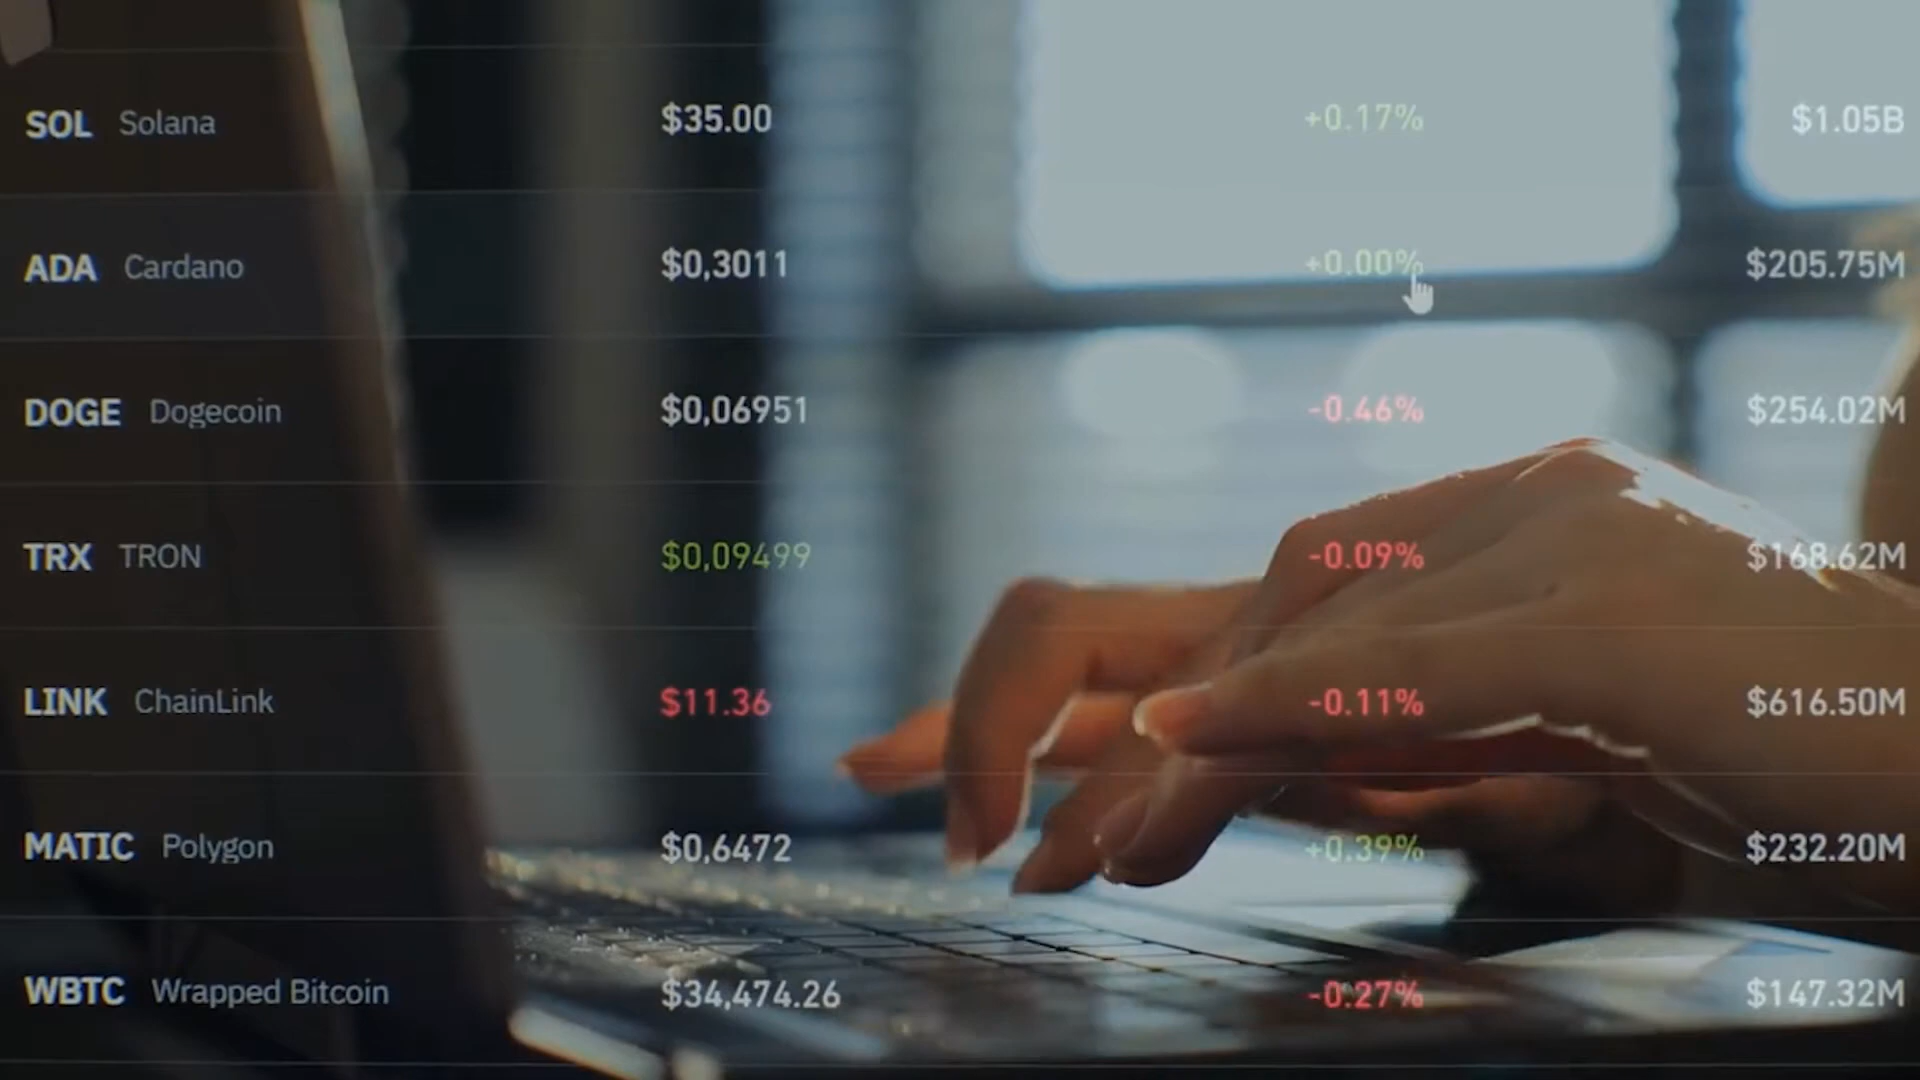 SOL Solana $35.00 +0.17% $1.05B
ADA Cardano $0,3011 +0.00% $205.75M
DOGE Dogecoin $0,06951 -0.46% $254.02M
TRX TRON $0,09499 -0.09% $168.62M
LINK ChainLink $11.36 -0.11% $616.50M
MATIC Polygon $0,6472 +0.39% $232.20M
WBTC Wrapped Bitcoin $34,474.26 -0.27% $147.32M